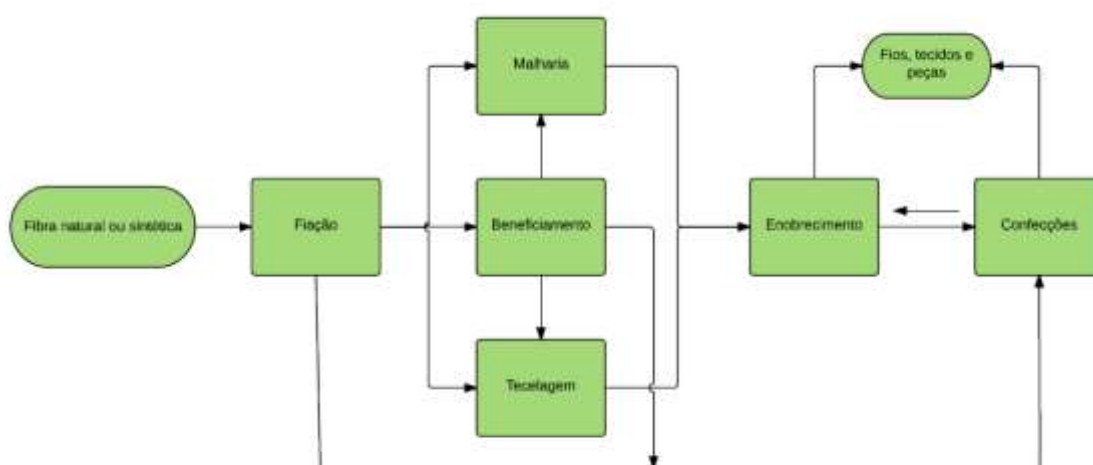 Malharia
Fios, tecidos e
peças
Fibra natural ou sintética
Fiação
Beneficiamento
Enobrecimento
Confecções
Tecelagem